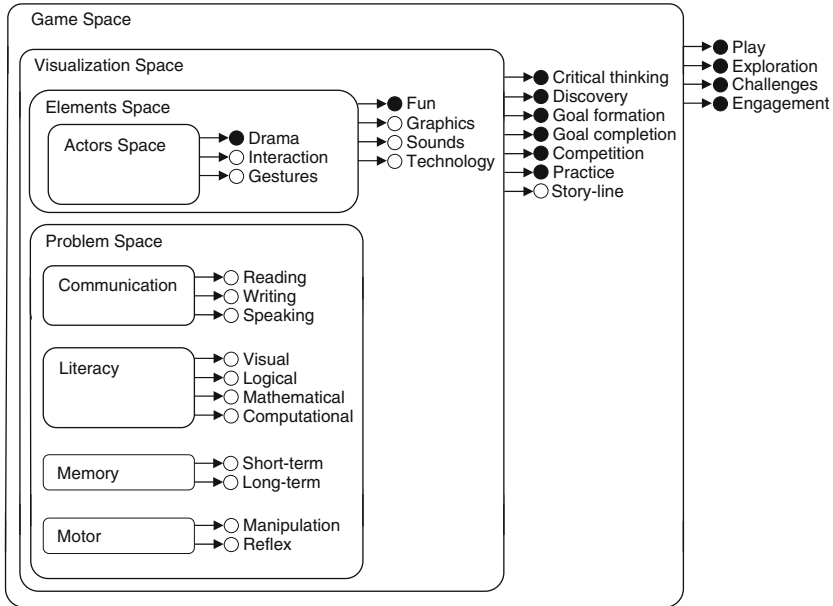 Game Space
Visualization Space
Elements Space
Actors Space
Drama
Interaction
Gestures
Fun
Graphics
Sounds
Technology
Critical thinking
Discovery
Goal formation
Goal completion
Competition
Practice
Story-line
Play
Exploration
Challenges
Engagement
Problem Space
Communication
Reading
Writing
Speaking
Literacy
Visual
Logical
Mathematical
Computational
Memory
Short-term
Long-term
Motor
Manipulation
Reflex